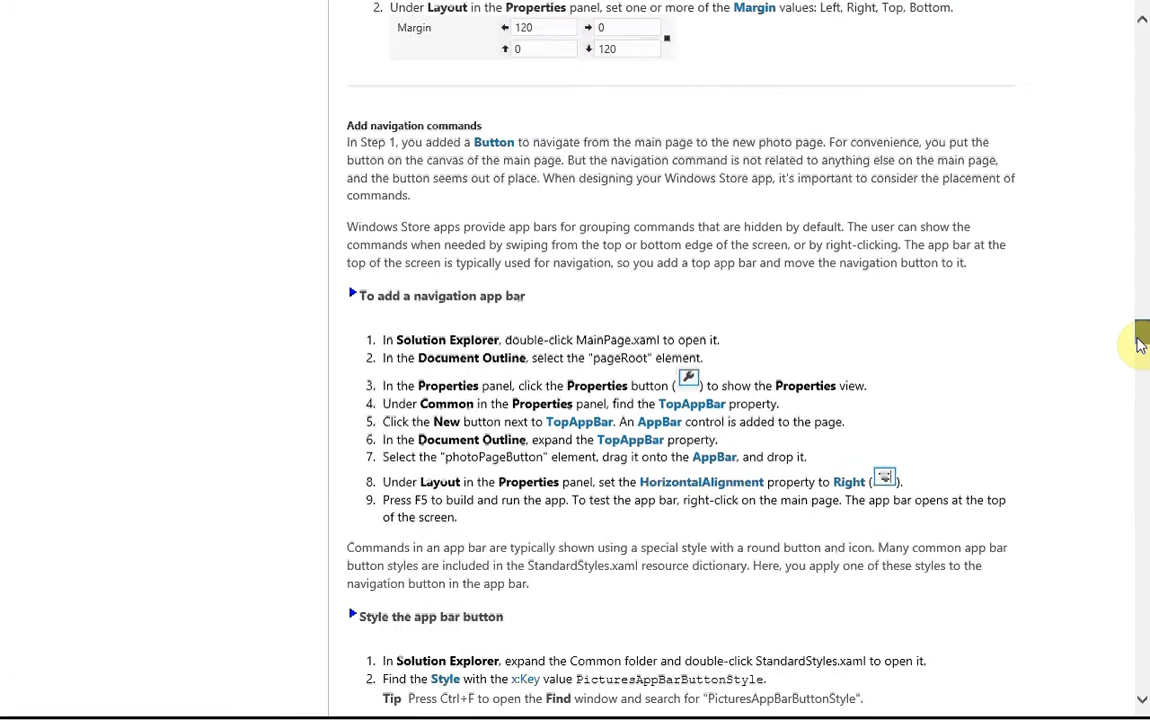 2. Under Layout in the Properties panel, set one or more of the Margin values: Left, Right, Top, Bottom.
Margin 120 0
0 120
Add navigation commands
In Step 1, you added a Button to navigate from the main page to the new photo page. For convenience, you put the
button on the canvas of the main page. But the navigation command is not related to anything else on the main page,
and the button seems out of place. When designing your Windows Store app, it's important to consider the placement of
commands.
Windows Store apps provide app bars for grouping commands that are hidden by default. The user can show the
commands when needed by swiping from the top or bottom edge of the screen, or by right-clicking. The app bar at the
top of the screen is typically used for navigation, so you add a top app bar and move the navigation button to it.
To add a navigation app bar
1. In Solution Explorer, double-click MainPage.xaml to open it.
2. In the Document Outline, select the "pageRoot" element.
3. In the Properties panel, click the Properties button ( ) to show the Properties view.
4. Under Common in the Properties panel, find the TopAppBar property.
5. Click the New button next to TopAppBar. An AppBar control is added to the page.
6. In the Document Outline, expand the TopAppBar property.
7. Select the "photoPageButton" element, drag it onto the AppBar, and drop it.
8. Under Layout in the Properties panel, set the HorizontalAlignment property to Right ( ).
9. Press F5 to build and run the app. To test the app bar, right-click on the main page. The app bar opens at the top
of the screen.
Commands in an app bar are typically shown using a special style with a round button and icon. Many common app bar
button styles are included in the StandardStyles.xaml resource dictionary. Here, you apply one of these styles to the
navigation button in the app bar.
Style the app bar button
1. In Solution Explorer, expand the Common folder and double-click StandardStyles.xaml to open it.
2. Find the Style with the x:Key value PicturesAppBarButtonStyle.
Tip Press Ctrl+F to open the Find window and search for "PicturesAppBarButtonStyle".